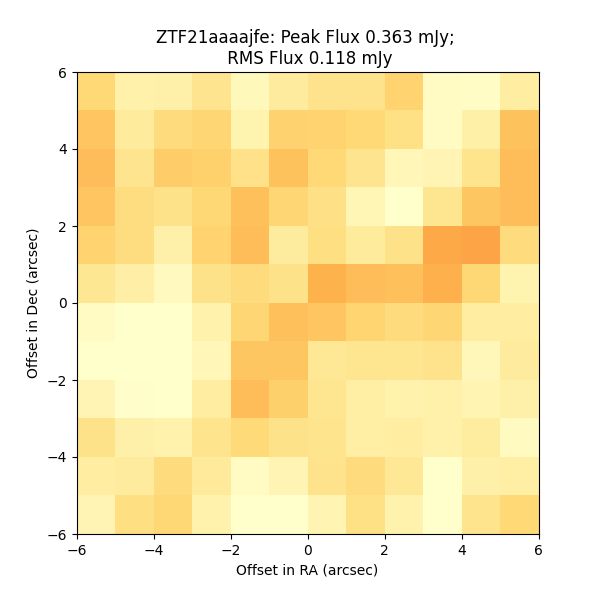 ZTF21aaaajfe: Peak Flux 0.363 mJy;
RMS Flux 0.118 mJy
6
4
2
0
−2
−4
−6
Offset in Dec (arcsec)
−6 −4 −2 0 2 4 6
Offset in RA (arcsec)